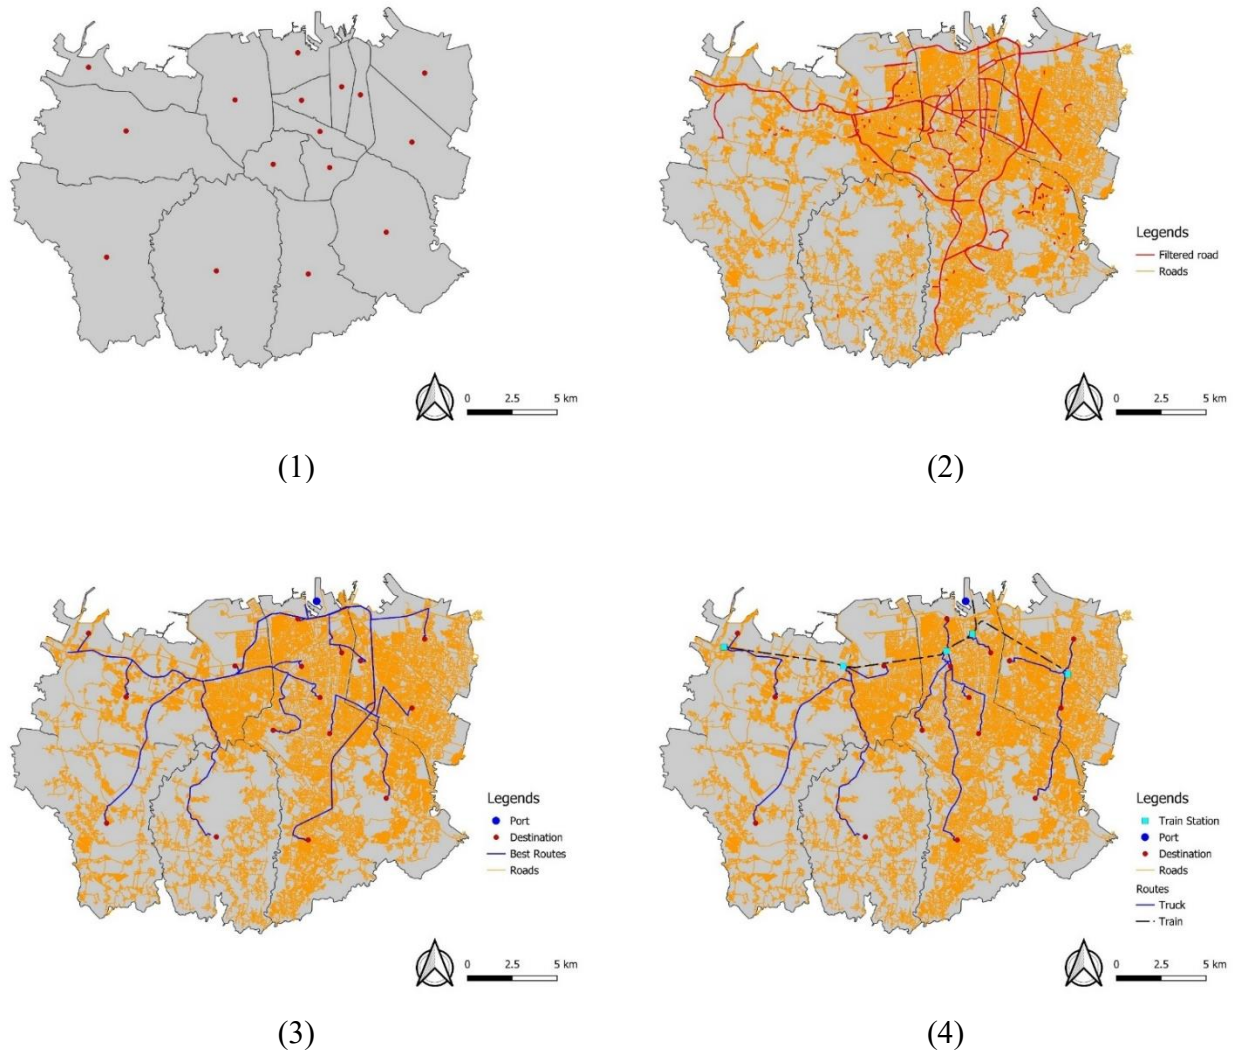 0 2.5 5 km
(1)
Legends
Filtered road
Roads
0 2.5 5 km
(2)
Legends
Port
Destination
Best Routes
Roads
0 2.5 5 km
(3)
Legends
Train Station
Port
Destination
Roads
Routes
Truck
Train
0 2.5 5 km
(4)